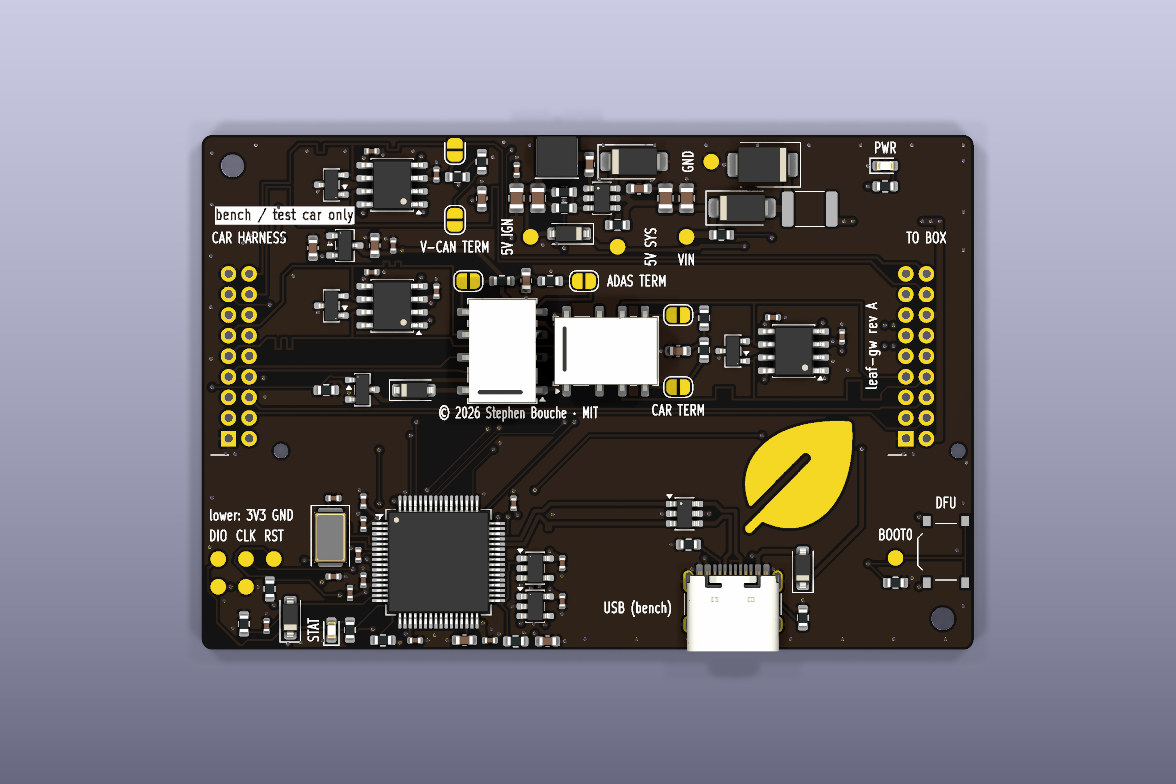 PWR
GND
bench / test car only
CAR HARNESS
V-CAN TERM
5V IGN
5V SYS
VIN
TO BOX
ADAS TERM
leaf-gw rev A
© 2026 Stephen Bouche · MIT
CAR TERM
lower: 3V3 GND
DIO CLK RST
DFU
BOOT0
USB (bench)
STAT